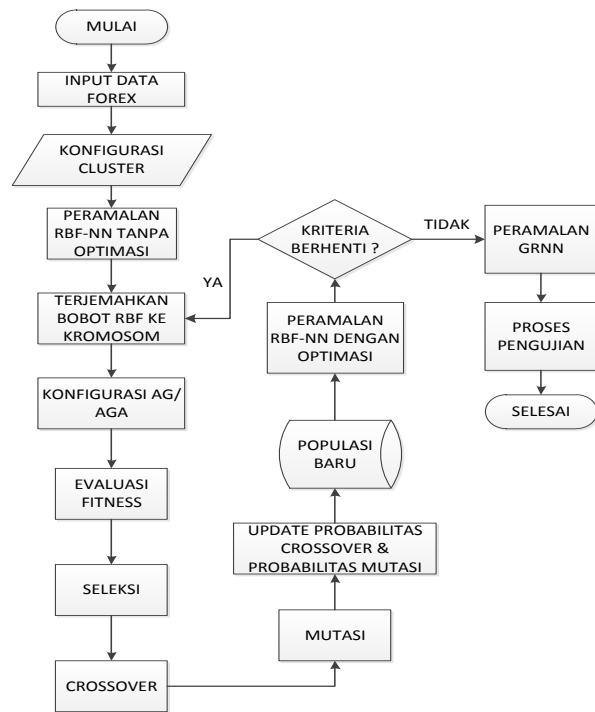 MULAI
INPUT DATA
FOREX
KONFIGURASI
CLUSTER
PERAMALAN
RBF-NN TANPA
OPTIMASI
TERJEMAHKAN
BOBOT RBF KE
KROMOSOM
KONFIGURASI AG/
AGA
EVALUASI
FITNESS
SELEKSI
CROSSOVER
MUTASI
UPDATE PROBABILITAS
CROSSOVER &
PROBABILITAS MUTASI
POPULASI
BARU
PERAMALAN
RBF-NN DENGAN
OPTIMASI
KRITERIA
BERHENTI ?
YA
TIDAK
PERAMALAN
GRNN
PROSES
PENGUJIAN
SELESAI